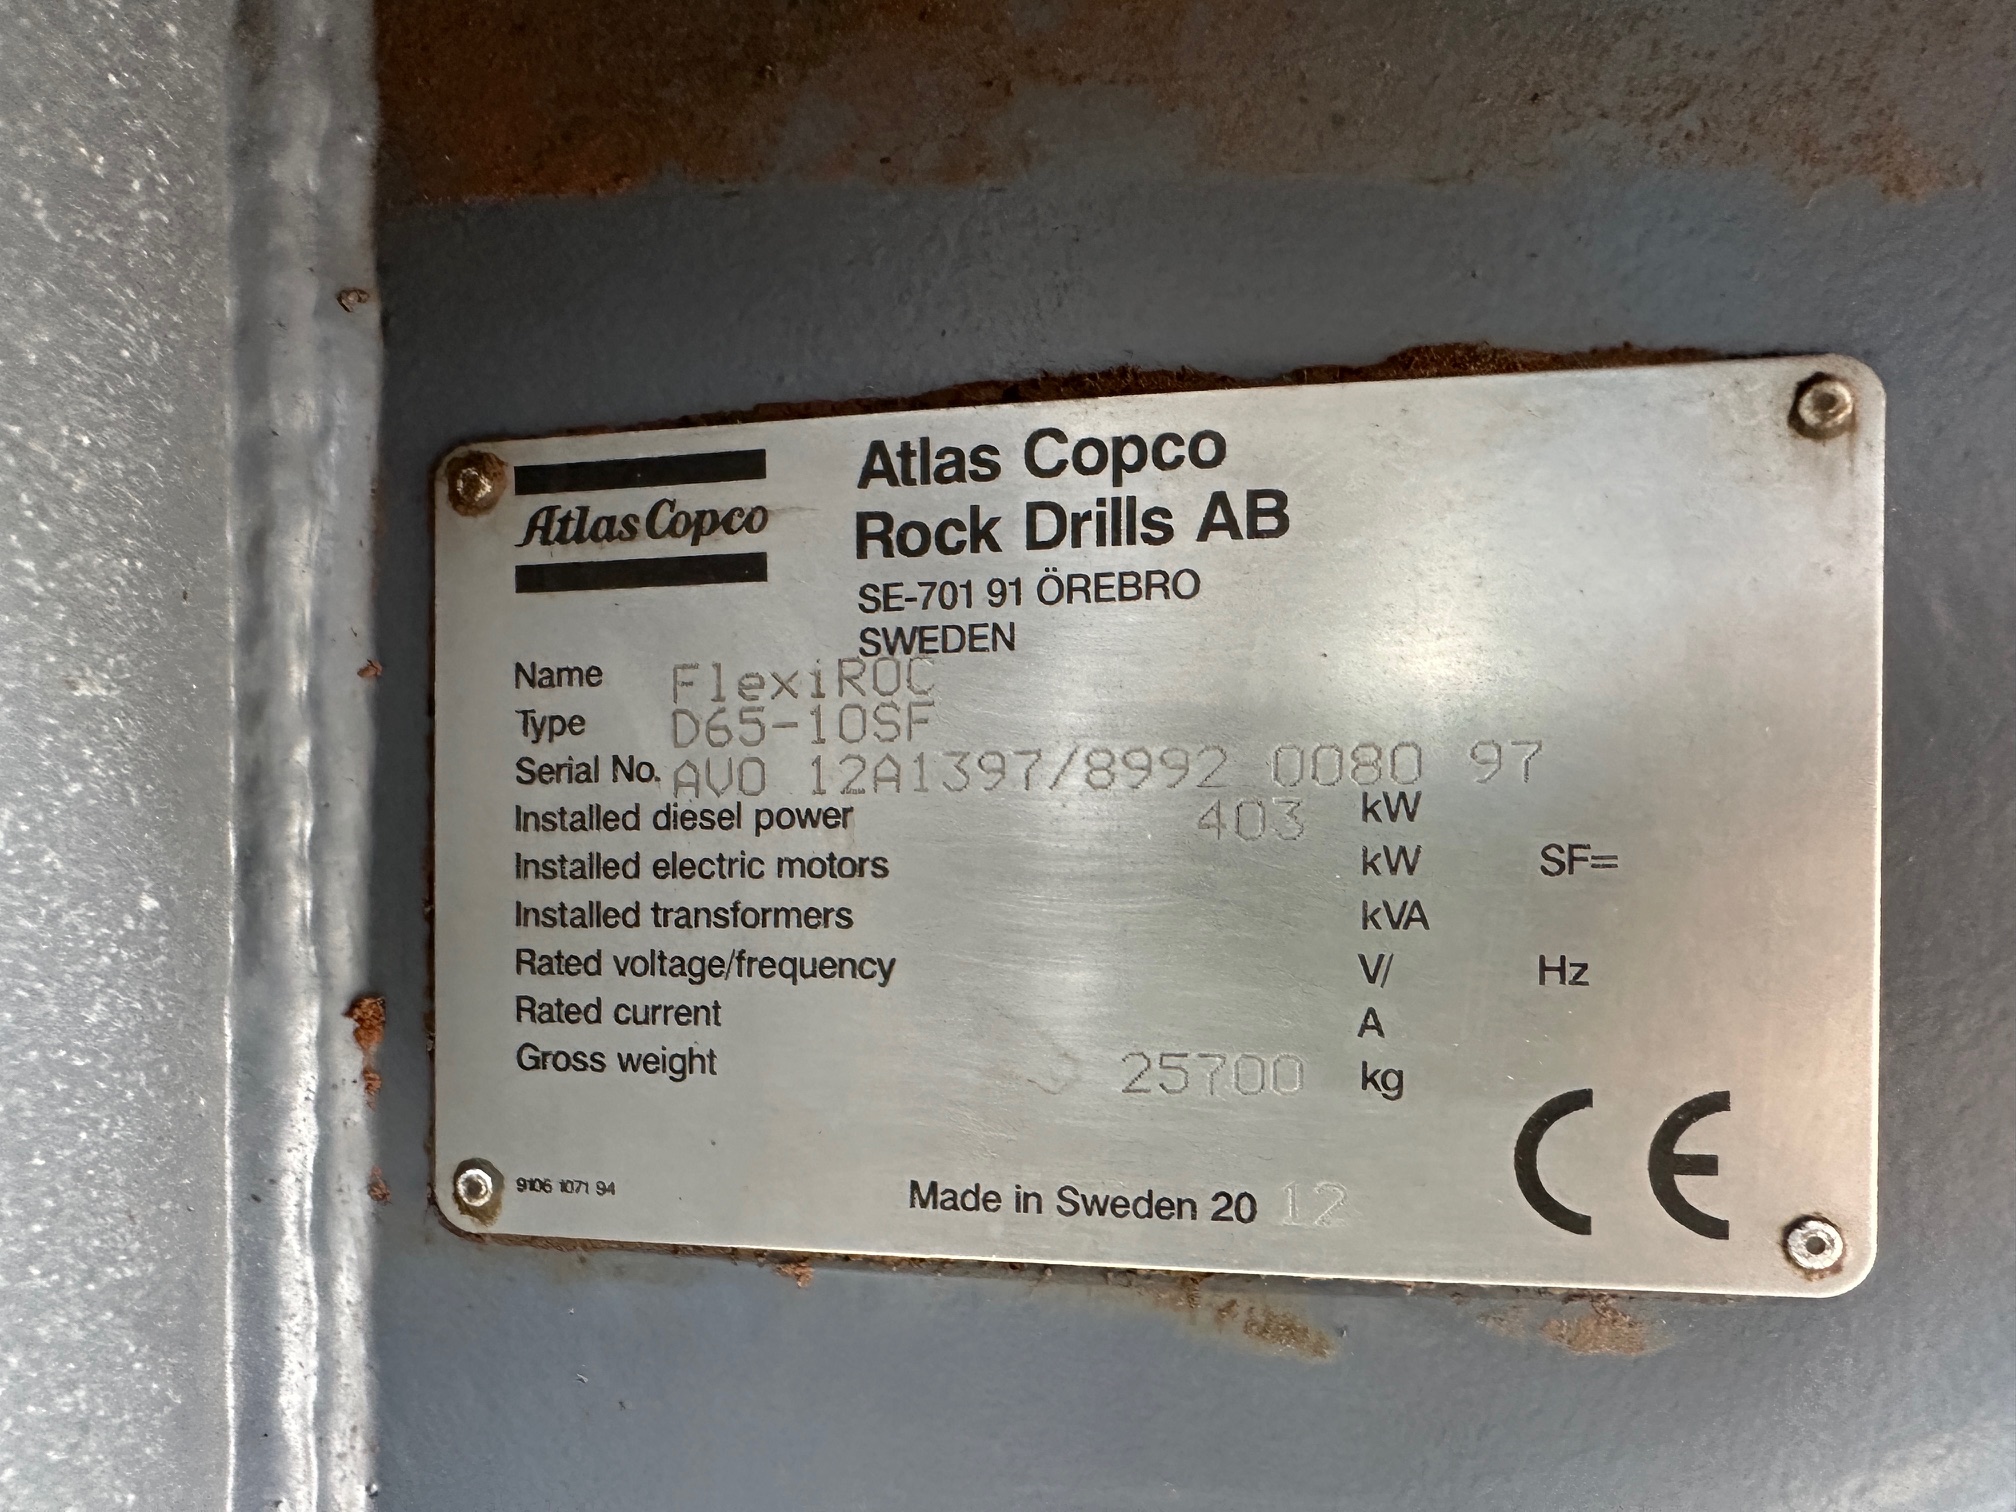 Atlas Copco
Atlas Copco
Rock Drills AB
SE-701 91 ÖREBRO
SWEDEN
Name FlexiROC
Type D65-10SF
Serial No. AVO 12A1397/8992 0080 97
Installed diesel power 403 kW
Installed electric motors kW SF=
Installed transformers kVA
Rated voltage/frequency V/ Hz
Rated current A
Gross weight 25700 kg
CE
9106 1071 94
Made in Sweden 20 12